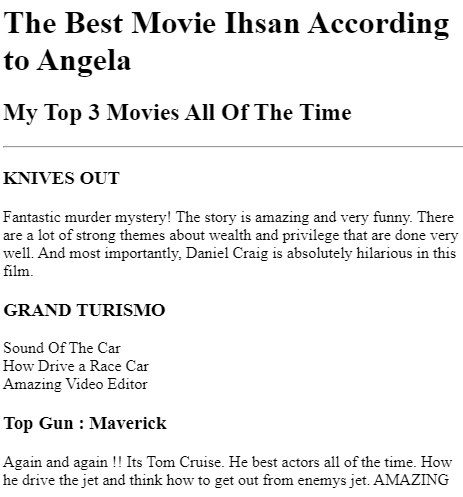 The Best Movie Ihsan According
to Angela
My Top 3 Movies All Of The Time
KNIVES OUT
Fantastic murder mystery! The story is amazing and very funny. There
are a lot of strong themes about wealth and privilege that are done very
well. And most importantly, Daniel Craig is absolutely hilarious in this
film.
GRAND TURISMO
Sound Of The Car
How Drive a Race Car
Amazing Video Editor
Top Gun : Maverick
Again and again !! Its Tom Cruise. He best actors all of the time. How
he drive the jet and think how to get out from enemys jet. AMAZING